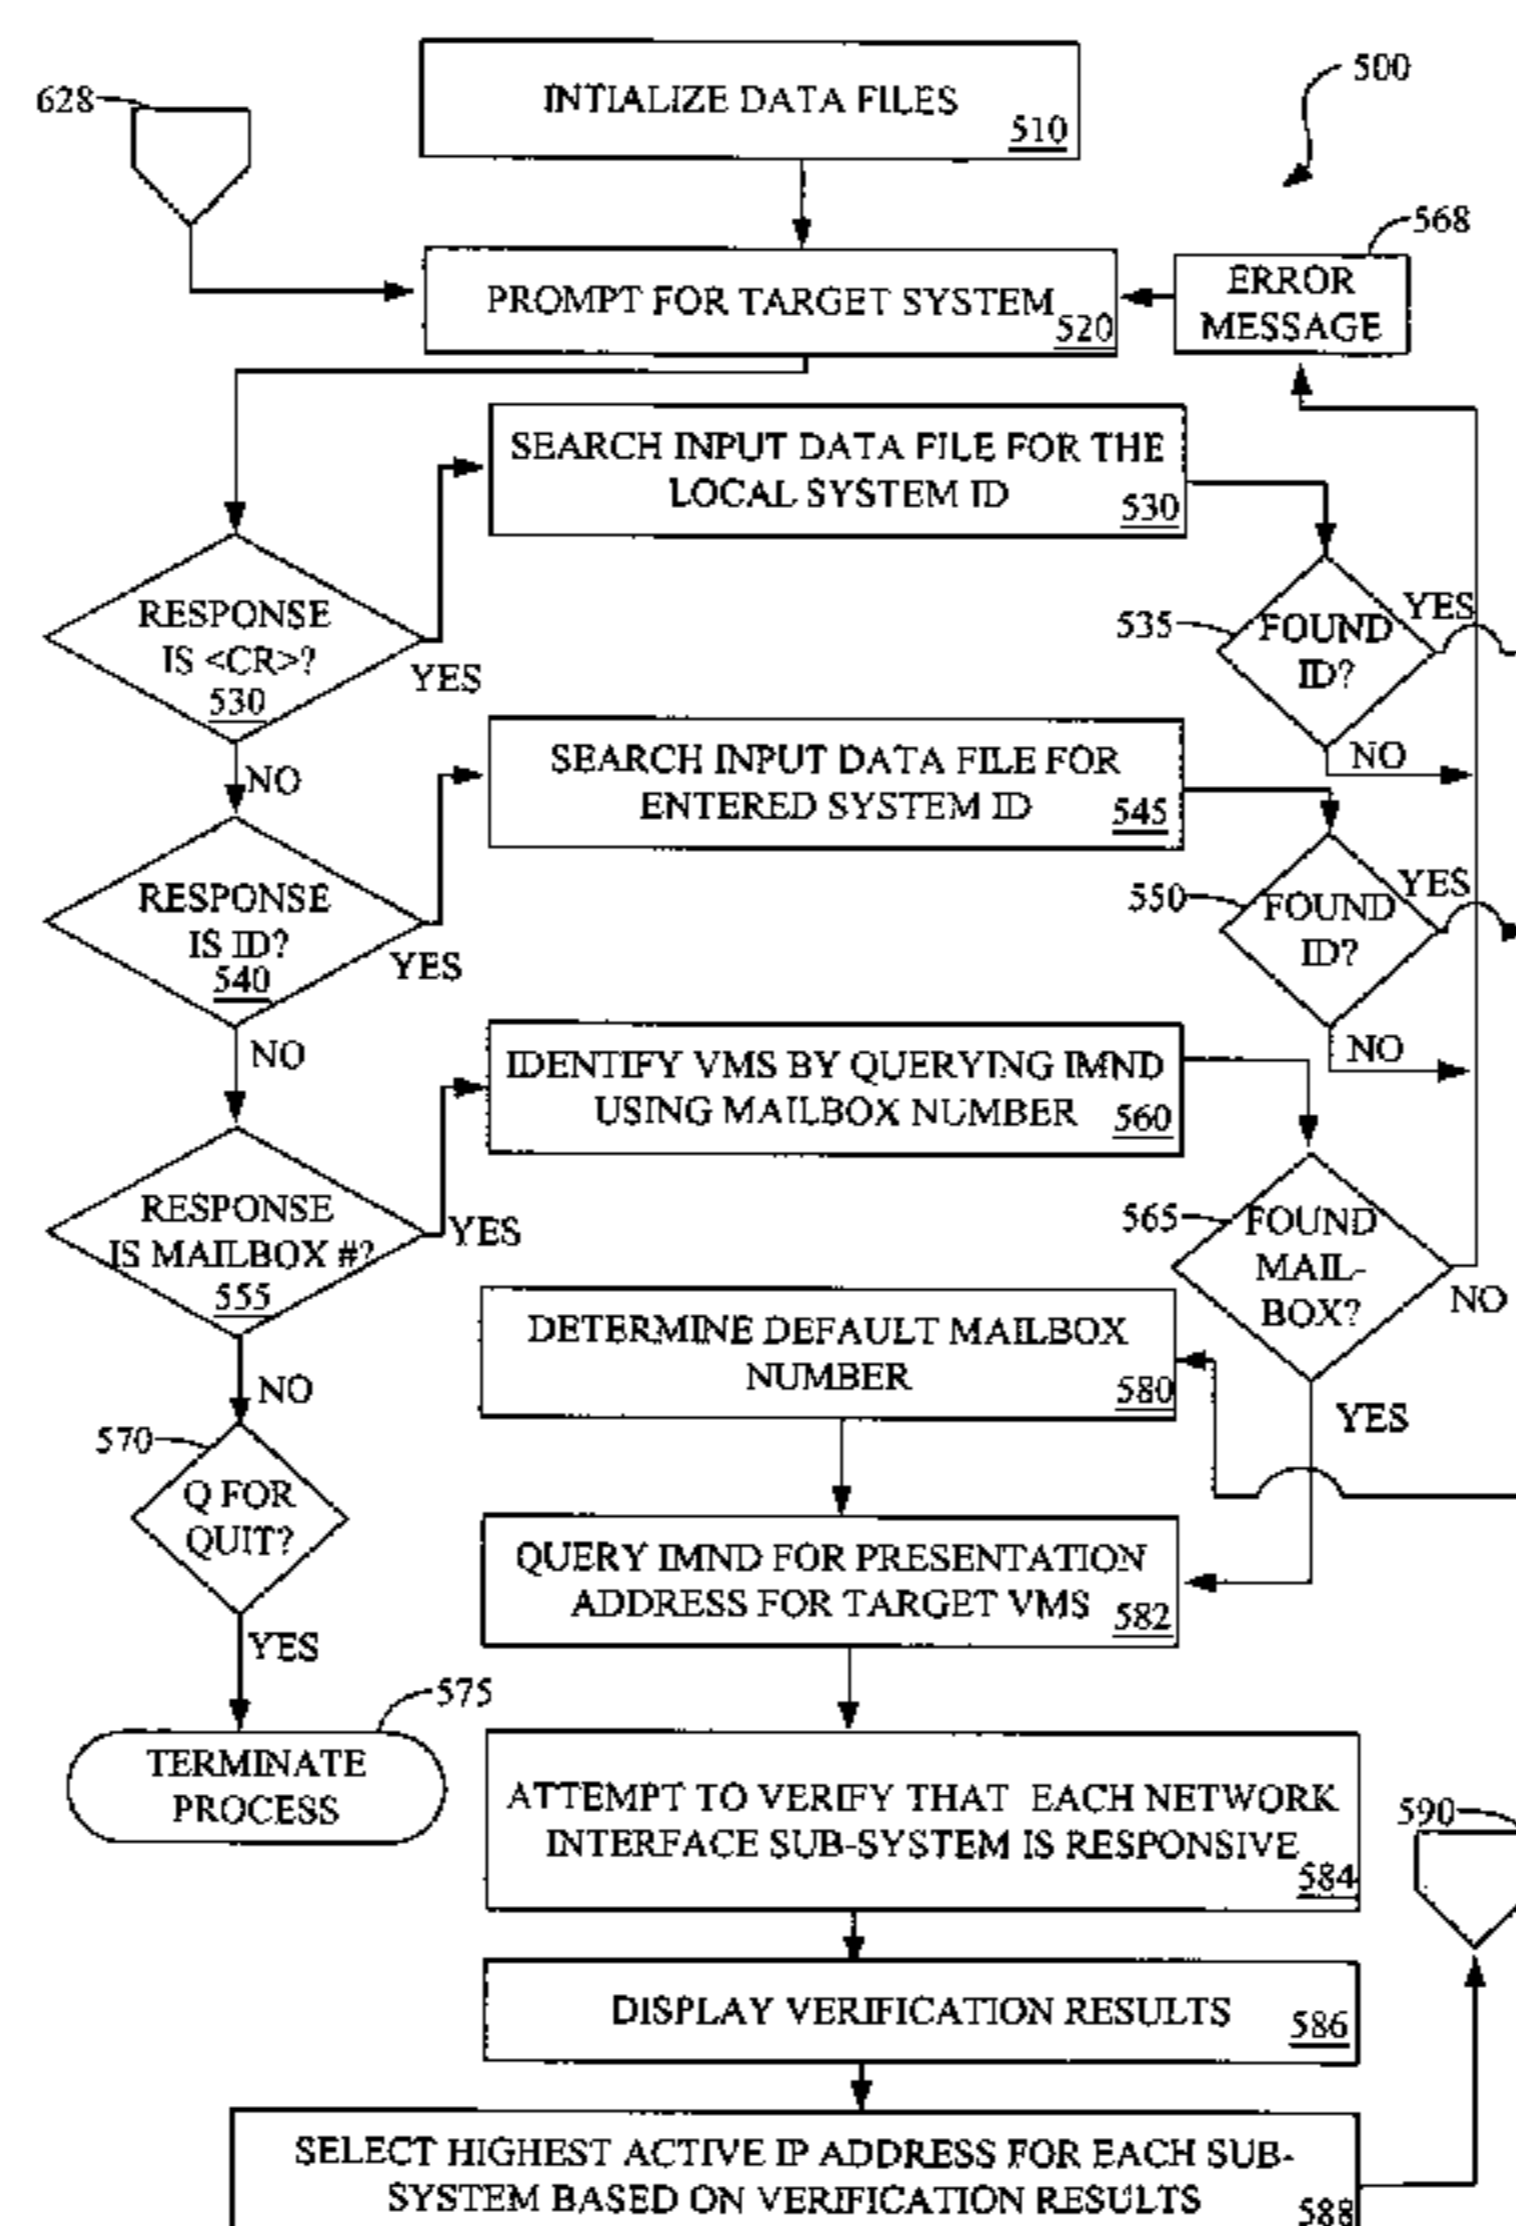 INTIALIZE DATA FILES
510
500
628
568
ERROR
MESSAGE
PROMPT FOR TARGET SYSTEM
520
SEARCH INPUT DATA FILE FOR THE
LOCAL SYSTEM ID
530
RESPONSE
IS <CR>?
530
YES
535
FOUND
ID?
YES
NO
NO
SEARCH INPUT DATA FILE FOR
ENTERED SYSTEM ID
545
RESPONSE
IS ID?
540
YES
550
FOUND
ID?
YES
NO
NO
IDENTIFY VMS BY QUERYING IMND
USING MAILBOX NUMBER
560
RESPONSE
IS MAILBOX #?
555
YES
565
FOUND
MAIL-
BOX?
NO
YES
DETERMINE DEFAULT MAILBOX
NUMBER
580
NO
570
Q FOR
QUIT?
YES
QUERY IMND FOR PRESENTATION
ADDRESS FOR TARGET VMS
582
575
TERMINATE
PROCESS
ATTEMPT TO VERIFY THAT EACH NETWORK
INTERFACE SUB-SYSTEM IS RESPONSIVE
584
590
DISPLAY VERIFICATION RESULTS
586
SELECT HIGHEST ACTIVE IP ADDRESS FOR EACH SUB-
SYSTEM BASED ON VERIFICATION RESULTS
588